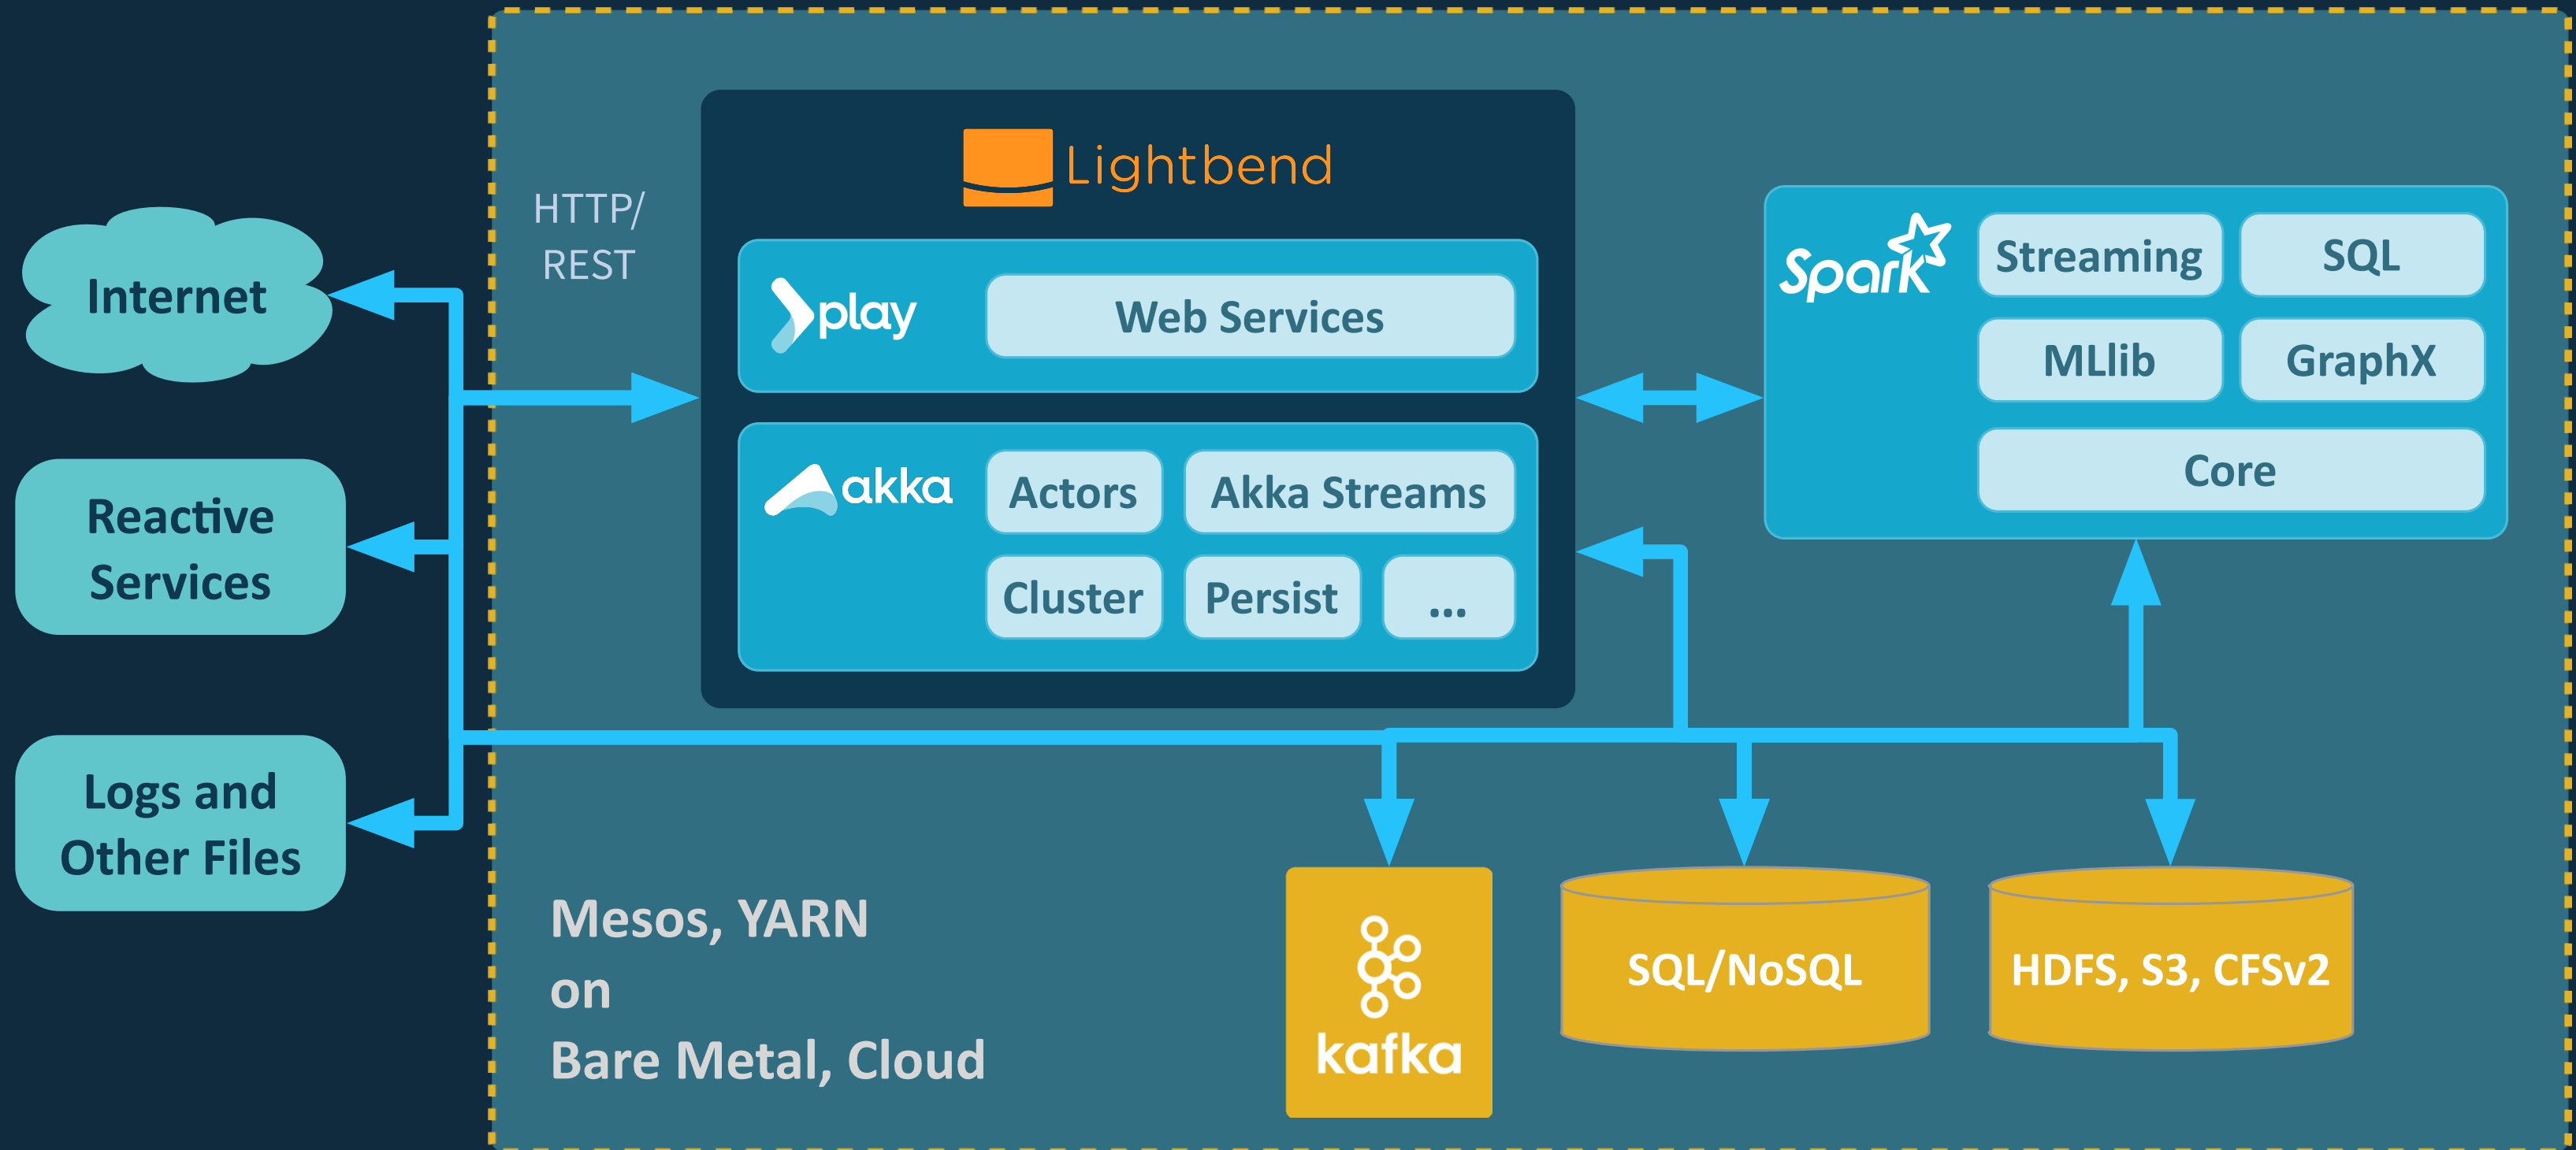 Internet
Reactive
Services
Logs and
Other Files
HTTP/
REST
Lightbend
play
Web Services
akka
Actors
Akka Streams
Cluster
Persist
...
Spark
Streaming
SQL
MLlib
GraphX
Core
Mesos, YARN
on
Bare Metal, Cloud
kafka
SQL/NoSQL
HDFS, S3, CFSv2